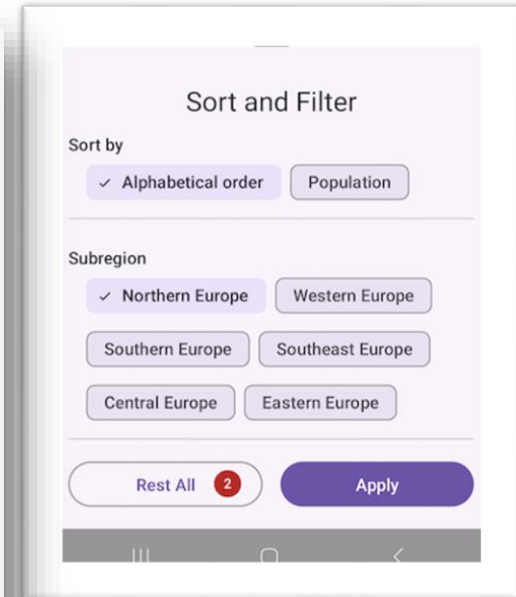 Sort and Filter
Sort by
✓ Alphabetical order Population
Subregion
✓ Northern Europe Western Europe
Southern Europe Southeast Europe
Central Europe Eastern Europe
Rest All 2 Apply